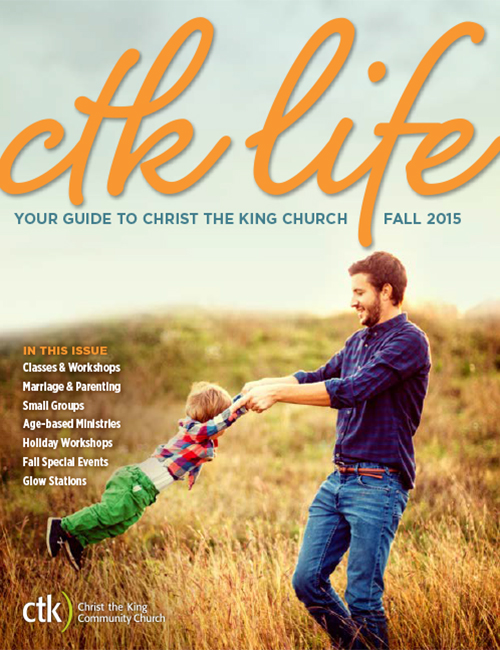 ctk life
YOUR GUIDE TO CHRIST THE KING CHURCH FALL 2015
IN THIS ISSUE
Classes & Workshops
Marriage & Parenting
Small Groups
Age-based Ministries
Holiday Workshops
Fall Special Events
Glow Stations
ctk) Christ the King
Community Church